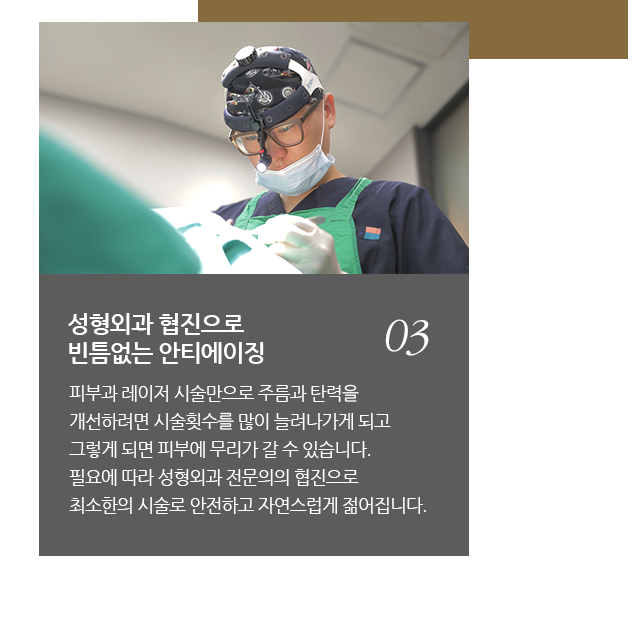 성형외과 협진으로
빈틈없는 안티에이징
03
피부과 레이저 시술만으로 주름과 탄력을
개선하려면 시술횟수를 많이 늘려나가게 되고
그렇게 되면 피부에 무리가 갈 수 있습니다.
필요에 따라 성형외과 전문의의 협진으로
최소한의 시술로 안전하고 자연스럽게 젊어집니다.